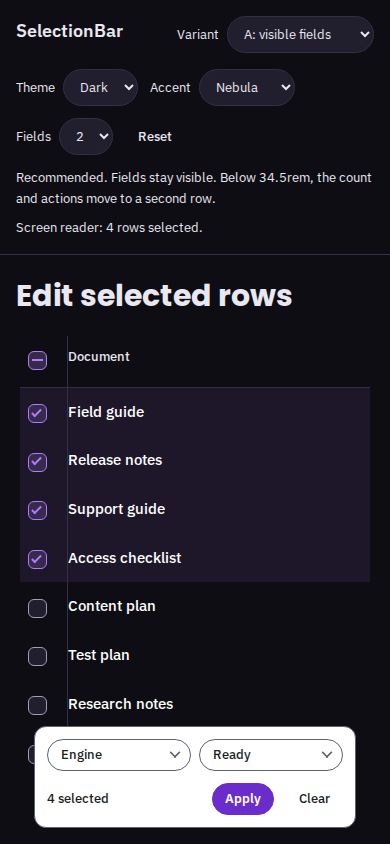 SelectionBar
Variant A: visible fields
Theme Dark Accent Nebula
Fields 2 Reset
Recommended. Fields stay visible. Below 34.5rem, the count
and actions move to a second row.
Screen reader: 4 rows selected.
Edit selected rows
Document
Field guide
Release notes
Support guide
Access checklist
Content plan
Test plan
Research notes
Engine Ready
4 selected Apply Clear